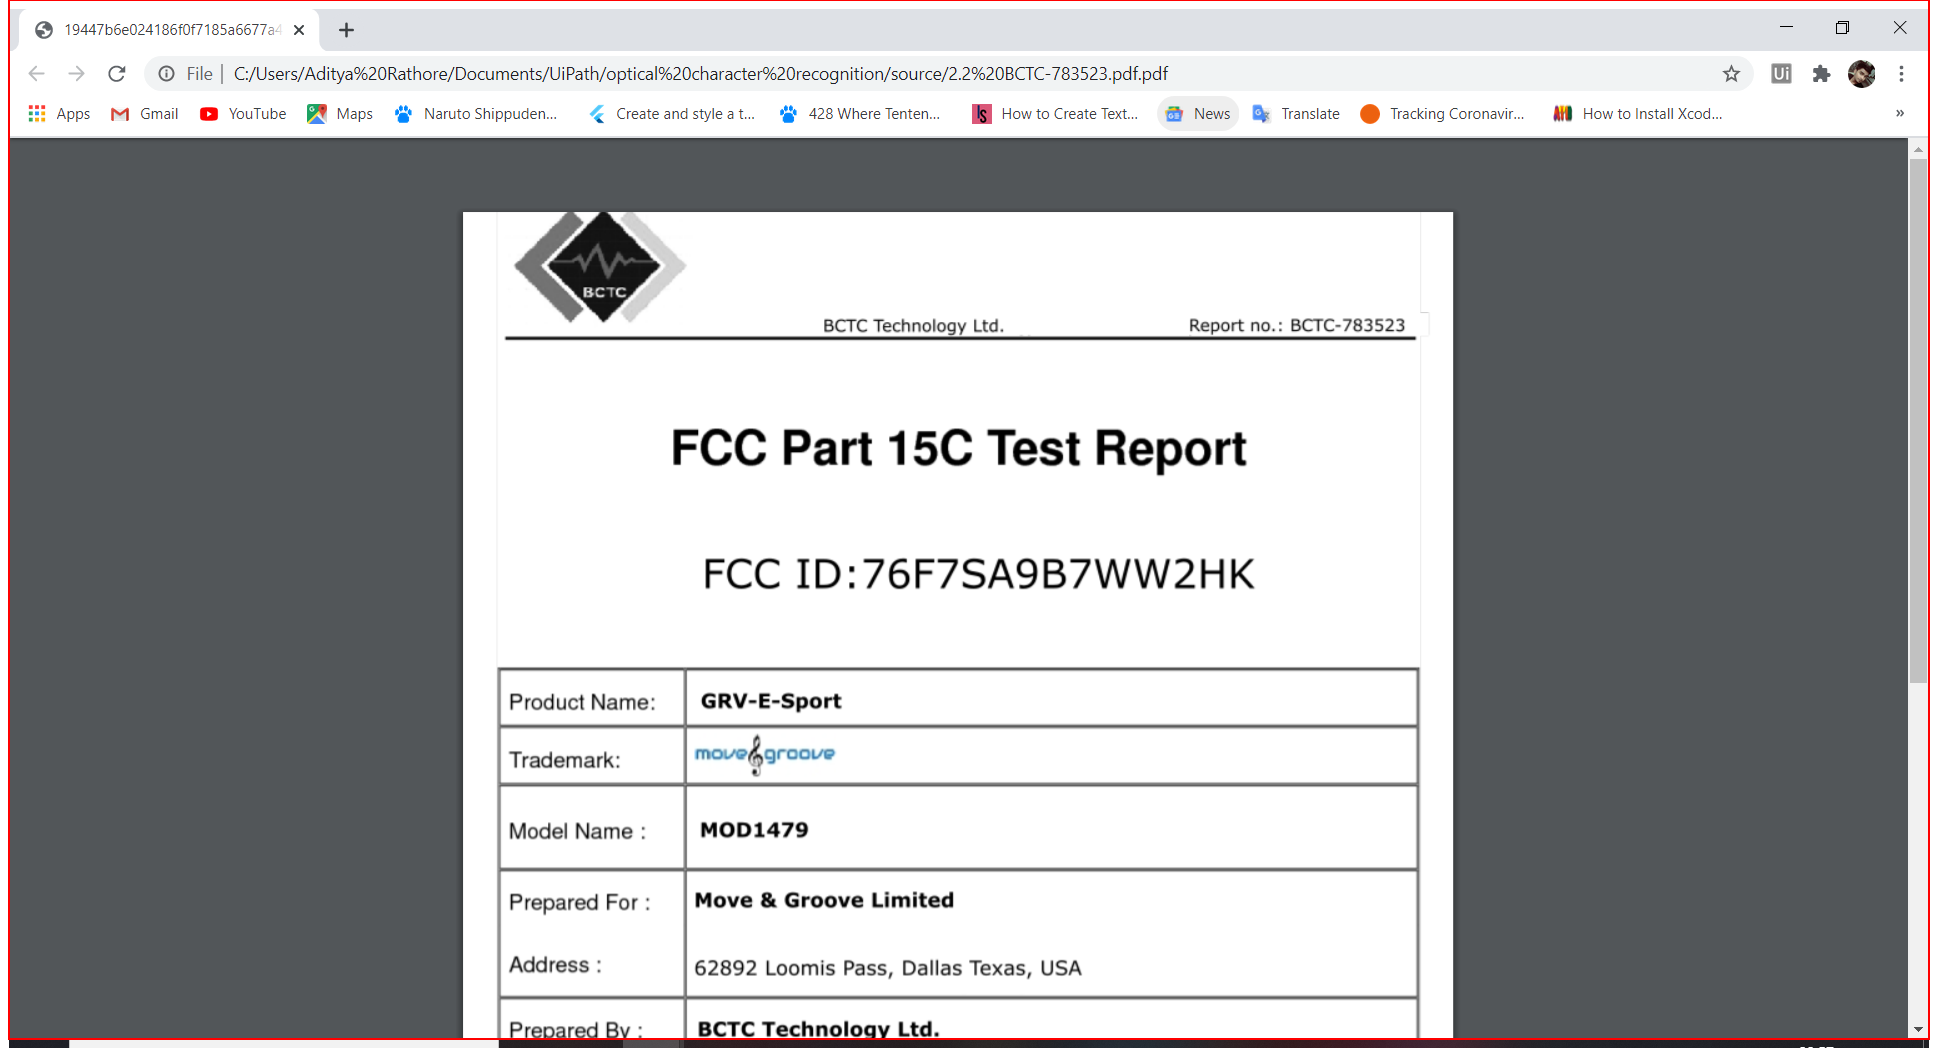 19447b6e024186f0f7185a6677a4
File | C:/Users/Aditya%20Rathore/Documents/UiPath/optical%20character%20recognition/source/2.2%20BCTC-783523.pdf.pdf
Ui
Apps Gmail YouTube Maps Naruto Shippuden... Create and style a t... 428 Where Tenten... How to Create Text... News Translate Tracking Coronavir... How to Install Xcod... »
BCTC
BCTC Technology Ltd. Report no.: BCTC-783523
FCC Part 15C Test Report
FCC ID:76F7SA9B7WW2HK
Product Name: GRV-E-Sport
Trademark: move groove
Model Name : MOD1479
Prepared For : Move & Groove Limited
Address : 62892 Loomis Pass, Dallas Texas, USA
Prepared By : BCTC Technology Ltd.